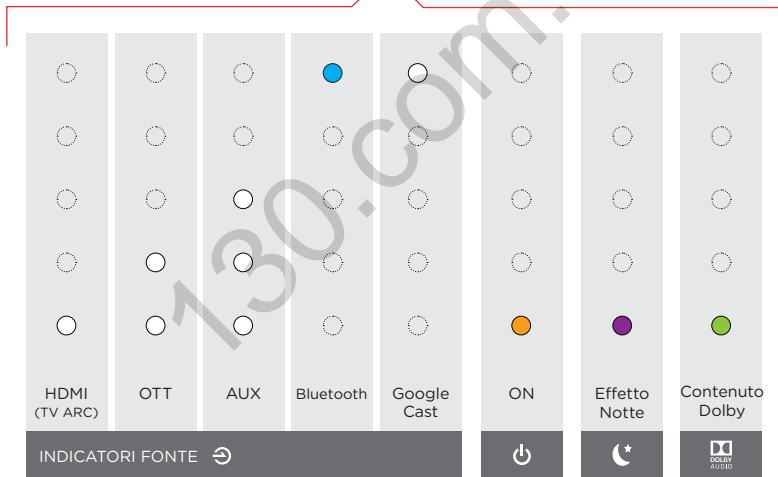 130.com.
HDMI
(TV ARC)
OTT
AUX
Bluetooth
Google
Cast
ON
Effetto
Notte
Contenuto
Dolby
INDICATORI FONTE
DOLBY
AUDIO